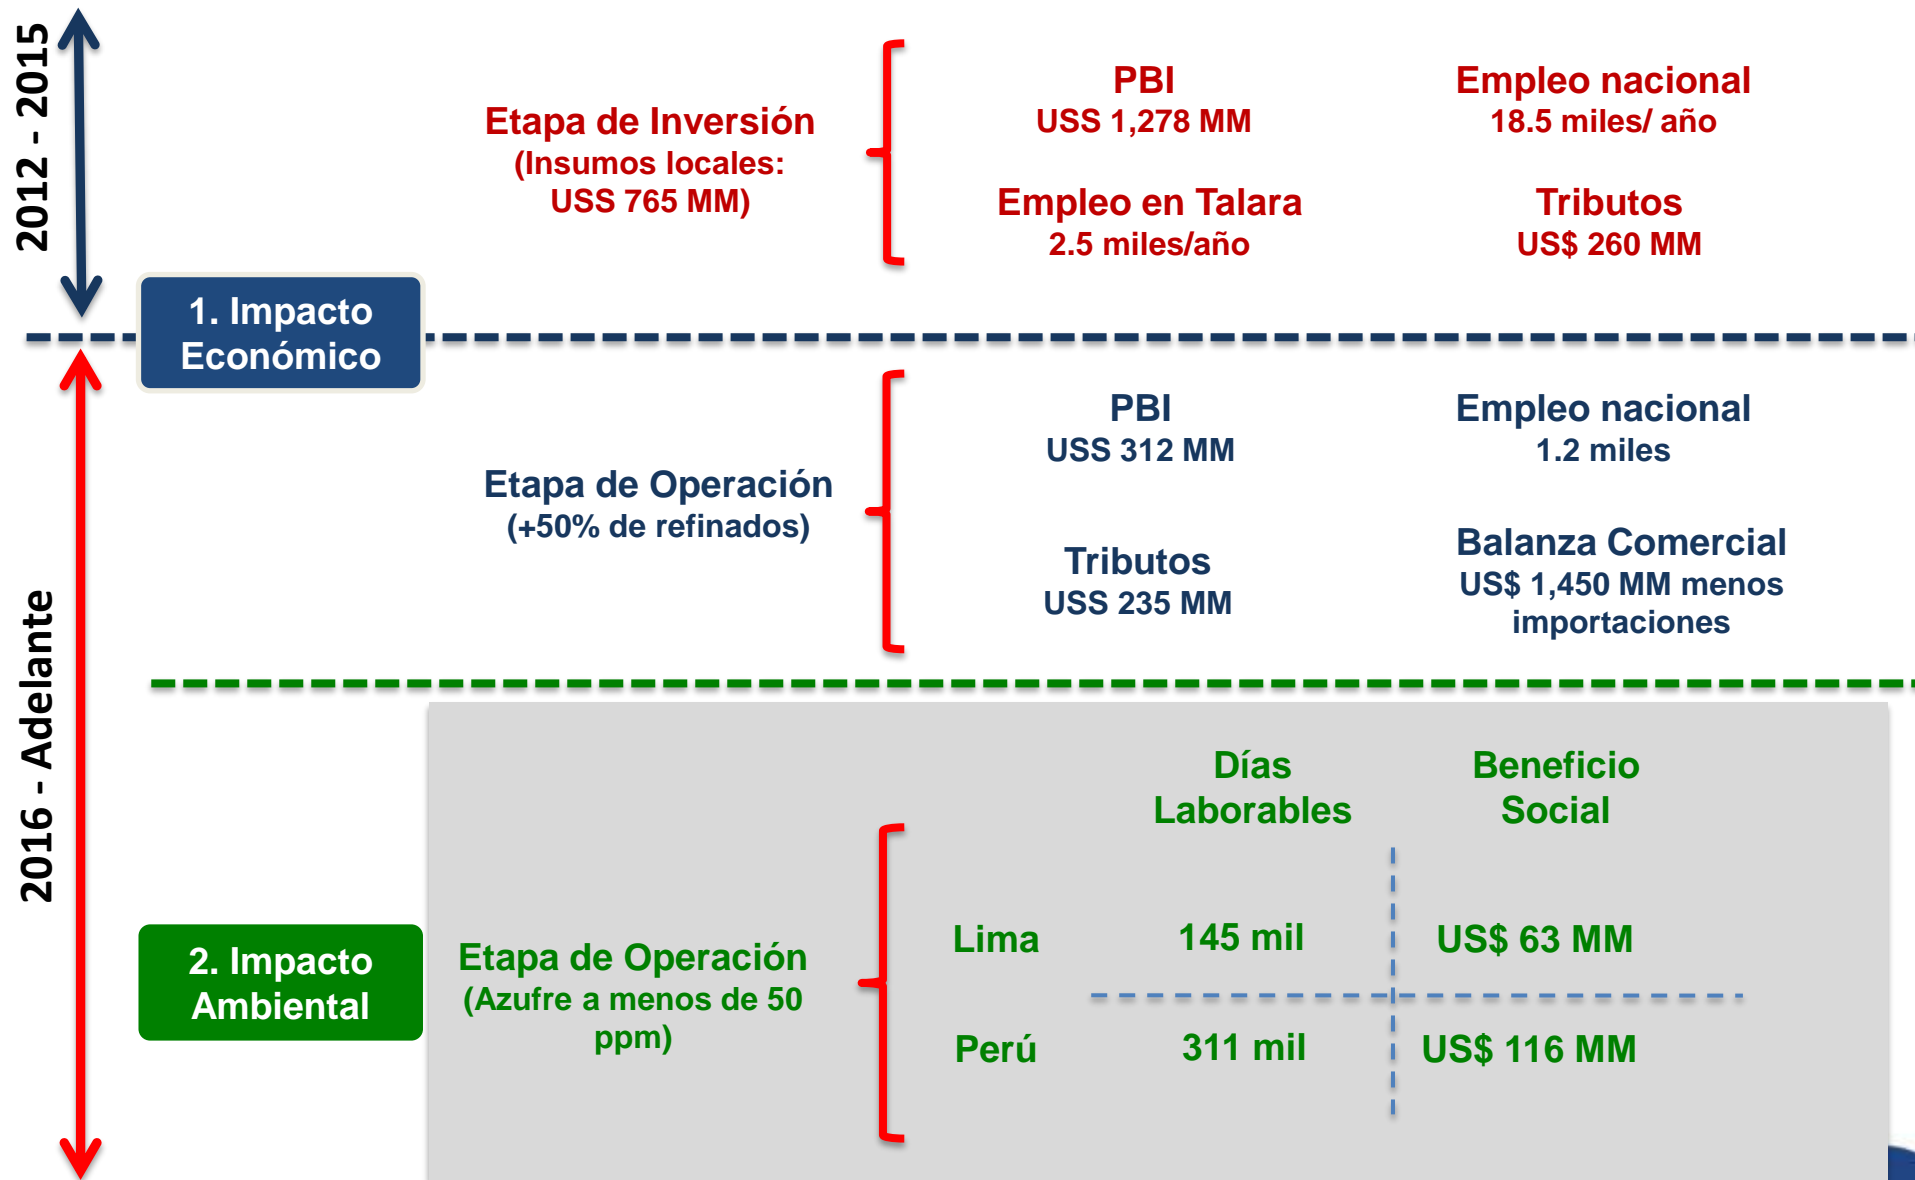 2012 - 2015
Etapa de Inversión
(Insumos locales:
USS 765 MM)
PBI
USS 1,278 MM
Empleo nacional
18.5 miles/ año
Empleo en Talara
2.5 miles/año
Tributos
US$ 260 MM
1. Impacto
Económico
2016 - Adelante
Etapa de Operación
(+50% de refinados)
PBI
USS 312 MM
Empleo nacional
1.2 miles
Tributos
USS 235 MM
Balanza Comercial
US$ 1,450 MM menos
importaciones
2. Impacto
Ambiental
Etapa de Operación
(Azufre a menos de 50
ppm)
Días
Laborables
Beneficio
Social
Lima
145 mil
US$ 63 MM
Perú
311 mil
US$ 116 MM